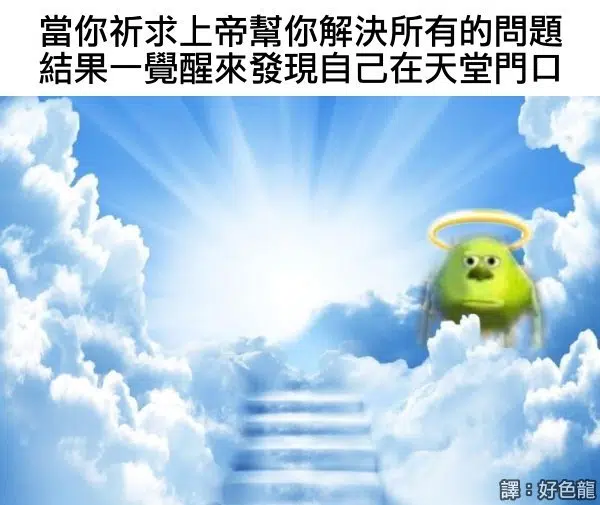 當你祈求上帝幫你解決所有的問題
結果一覺醒來發現自己在天堂門口
譯：好色龍